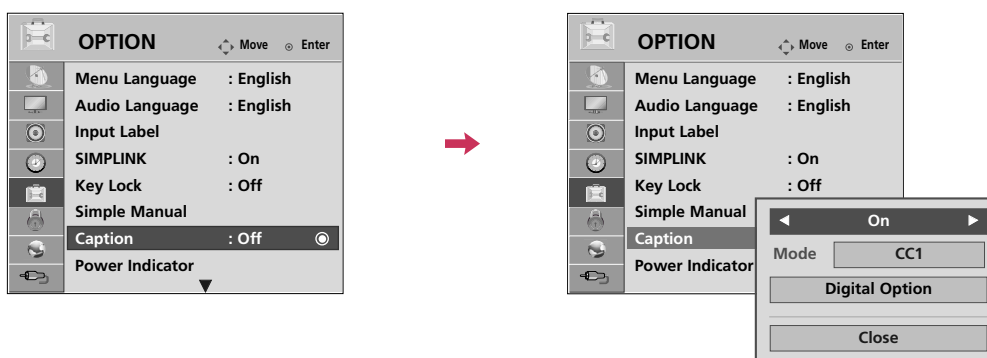 OPTION Move Enter
Menu Language : English
Audio Language : English
Input Label
SIMPLINK : On
Key Lock : Off
Simple Manual
Caption : Off
Power Indicator
OPTION Move Enter
Menu Language : English
Audio Language : English
Input Label
SIMPLINK : On
Key Lock : Off
Simple Manual
Caption
Power Indicator
On
Mode CC1
Digital Option
Close